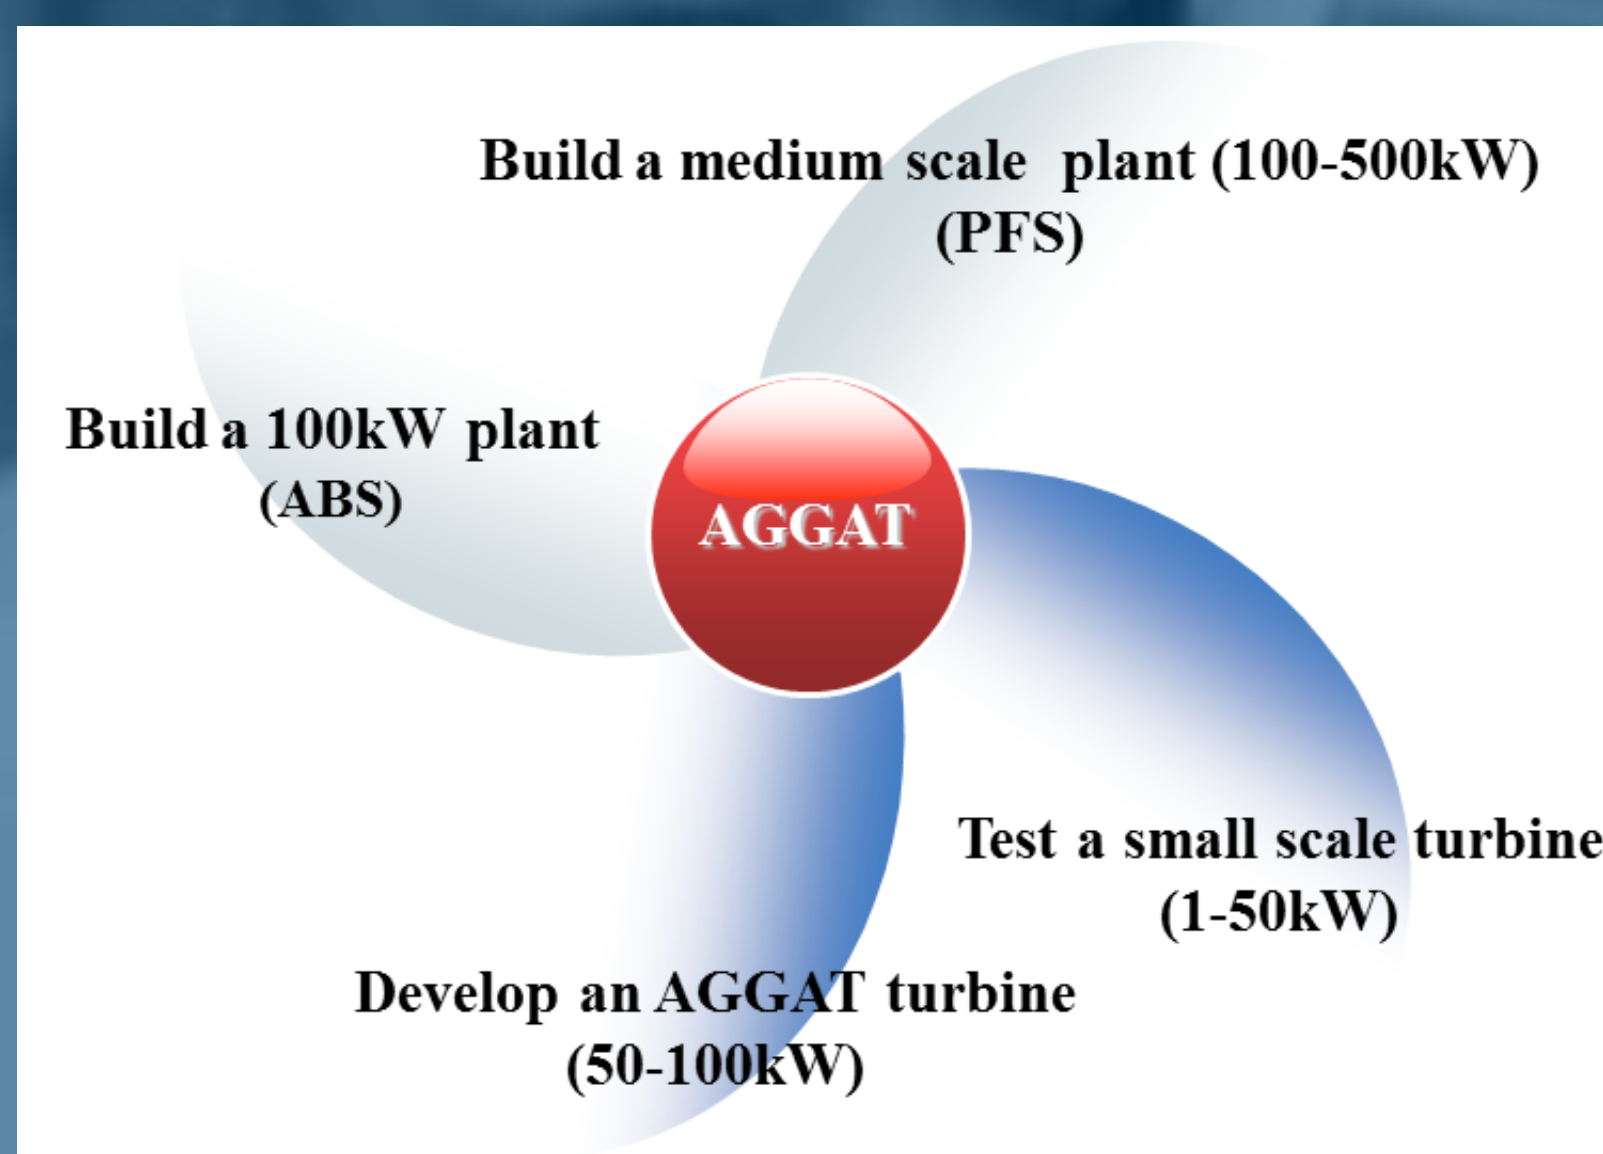 Build a medium scale plant (100-500kW)
(PFS)
Build a 100kW plant
(ABS)
AGGAT
Test a small scale turbine
(1-50kW)
Develop an AGGAT turbine
(50-100kW)